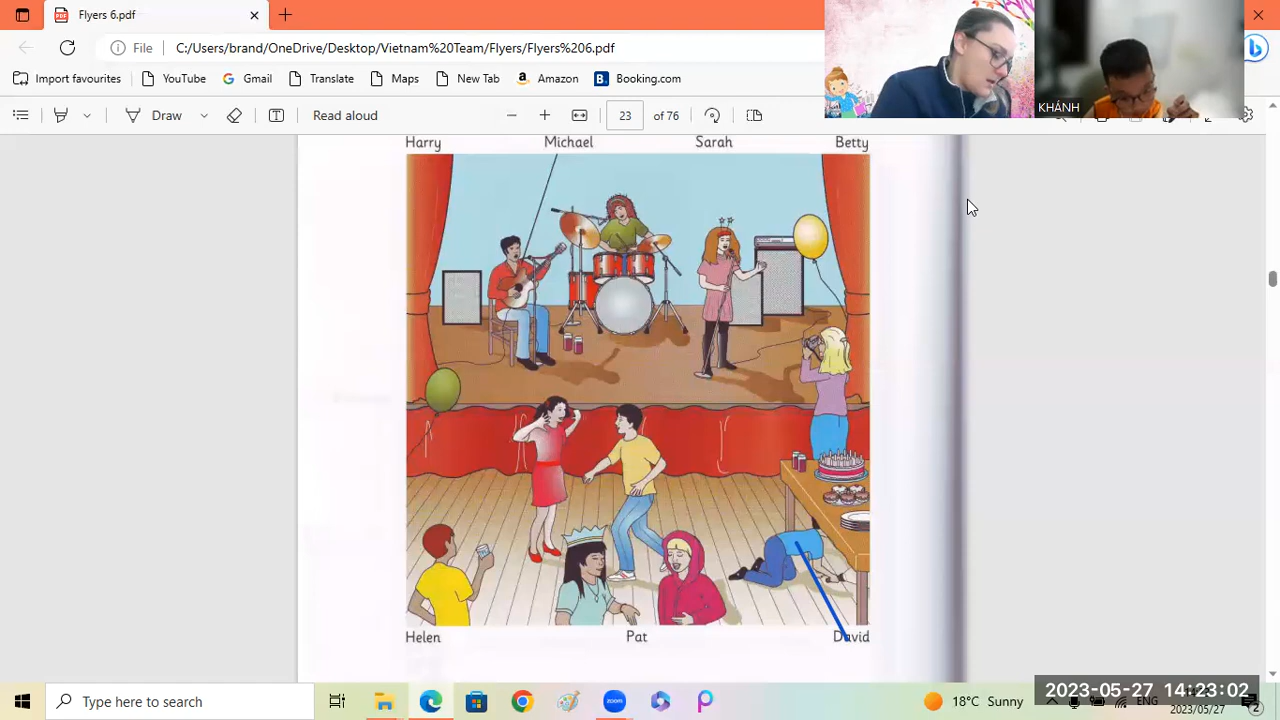 Flyers 6.pdf
File C:/Users/brand/OneDrive/Desktop/Vietnam%20Team/Flyers/Flyers%206.pdf
Import favourites YouTube Gmail Translate Maps New Tab Amazon Booking.com
Draw Read aloud 23 of 76
KHÁNH
Harry Michael Sarah Betty
Helen Pat David
Type here to search
18°C Sunny
ENG
2023-05-27 14:23:02
2023/05/27